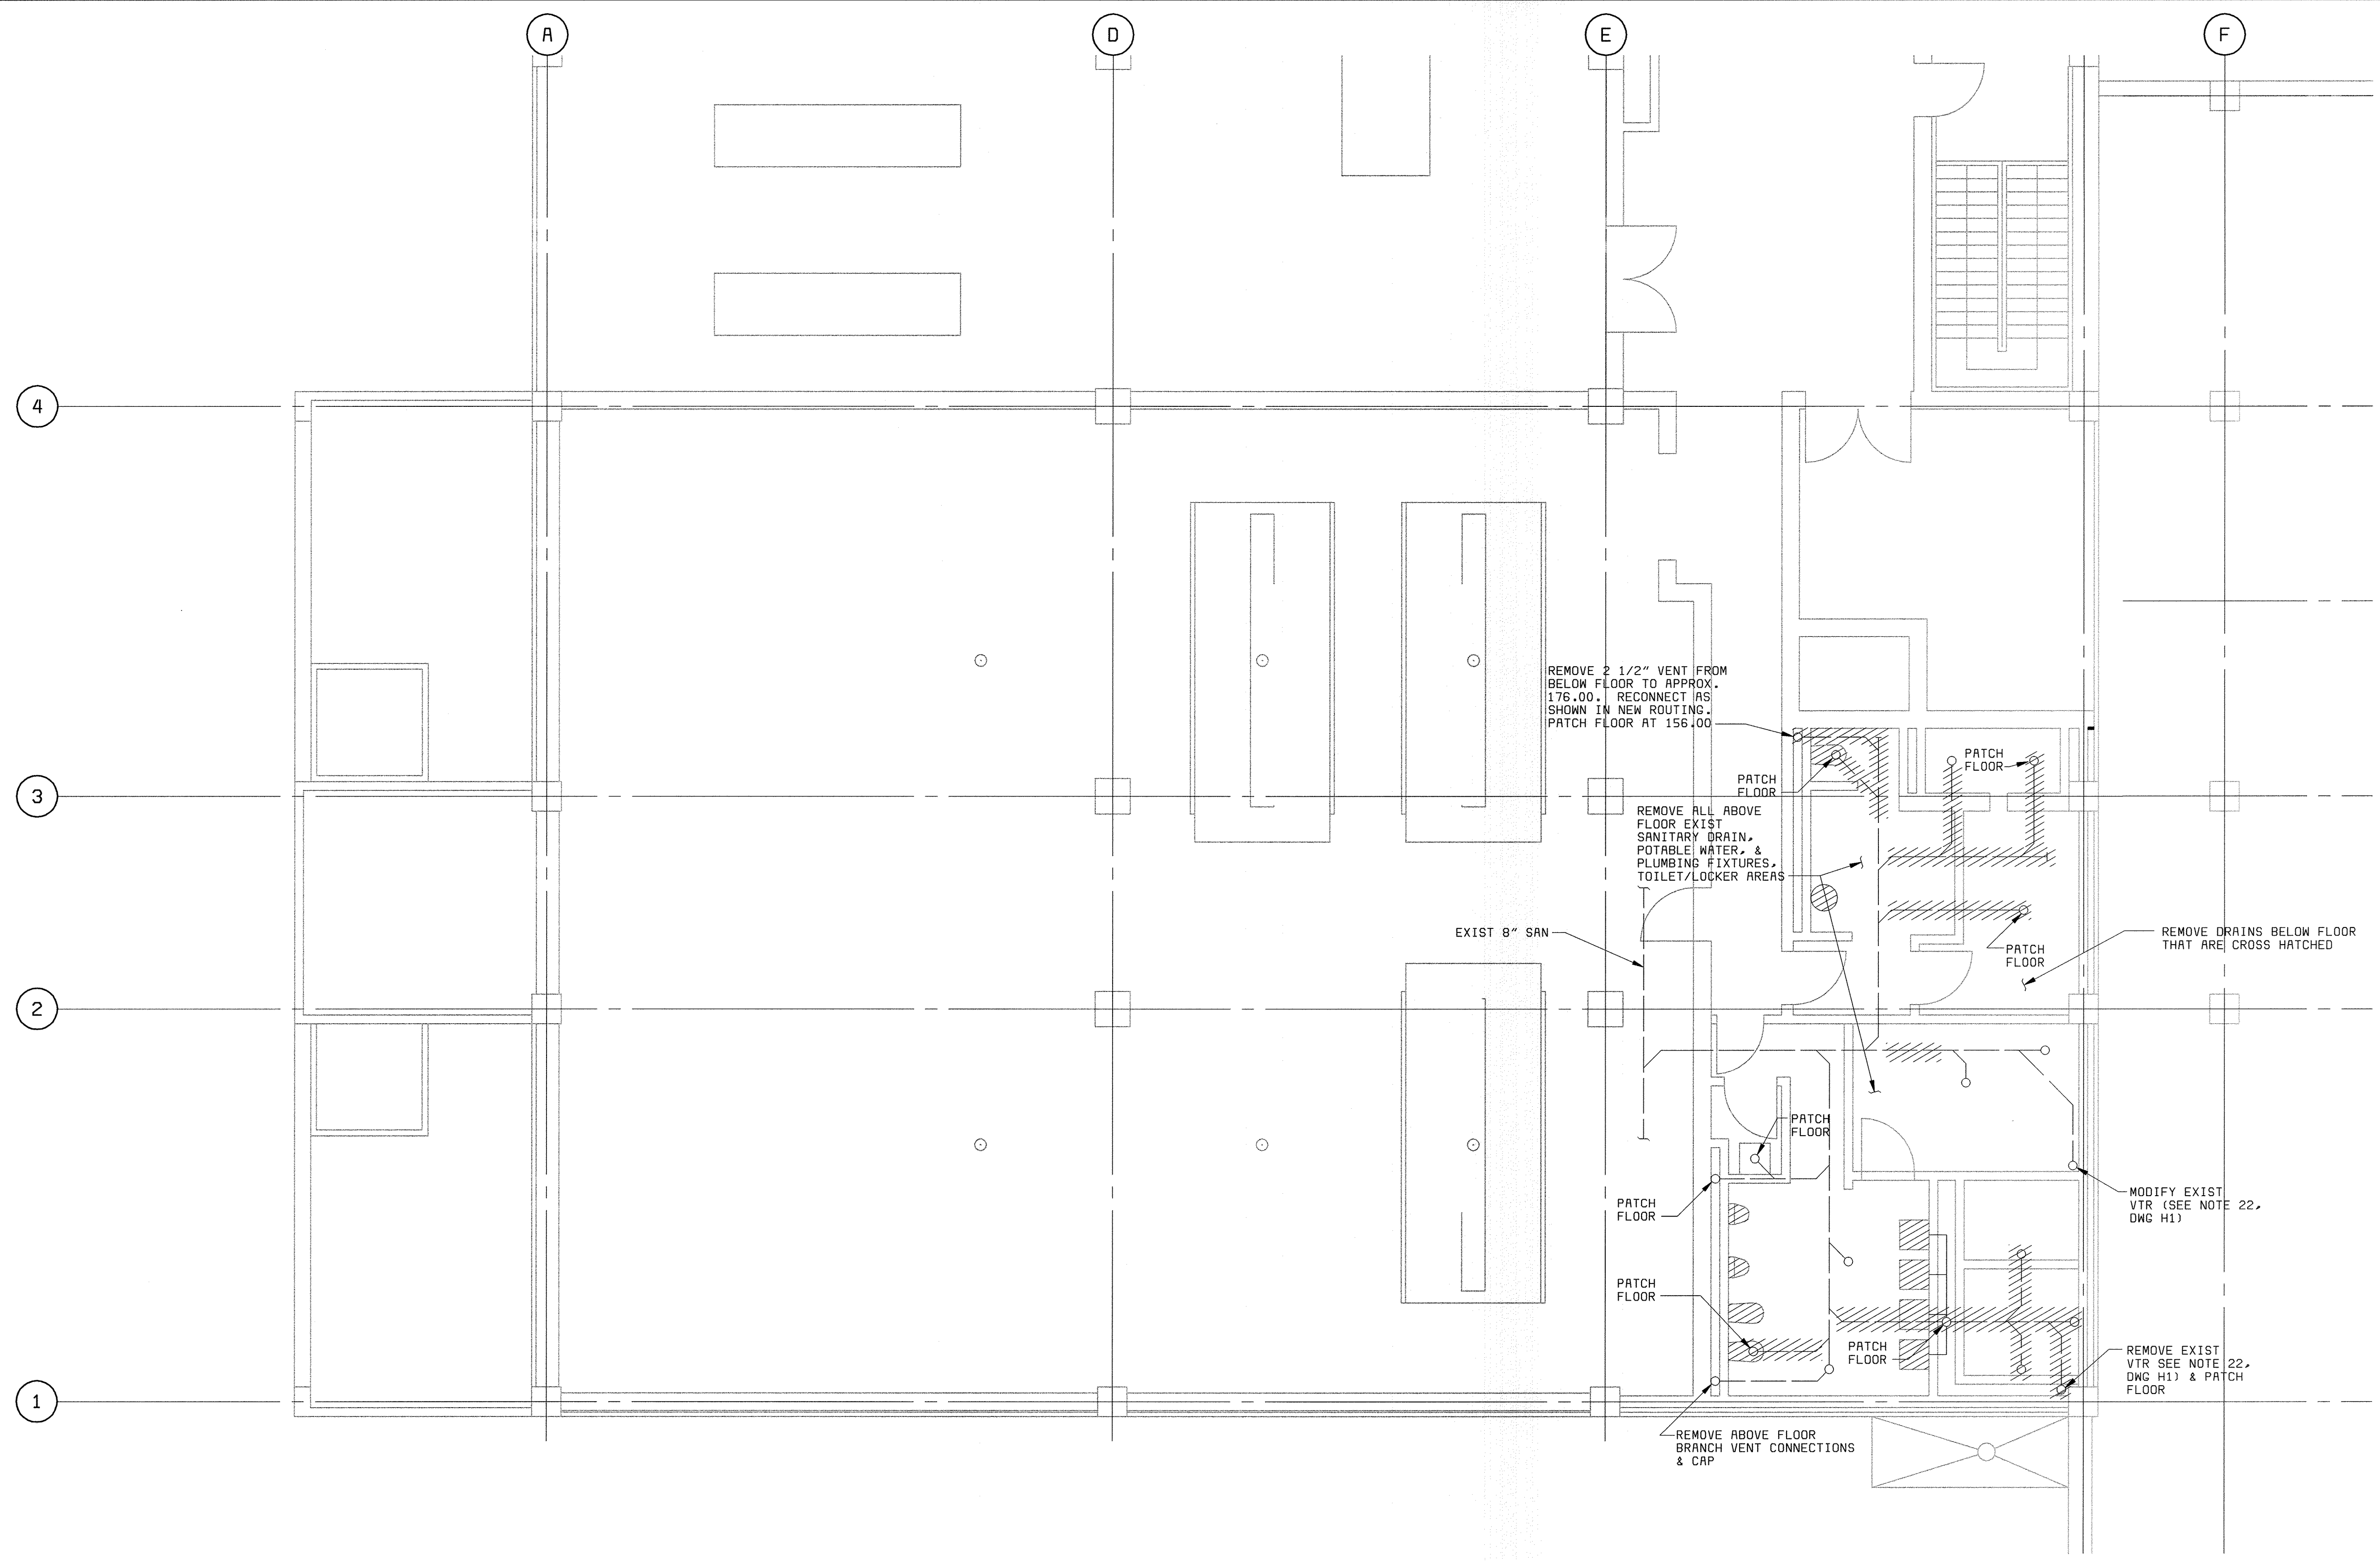 A
D
E
F
4
REMOVE 2 1/2" VENT FROM
BELOW FLOOR TO APPROX.
176.00. RECONNECT AS
SHOWN IN NEW ROUTING.
PATCH FLOOR AT 156.00
PATCH
FLOOR
PATCH
FLOOR
3
REMOVE ALL ABOVE
FLOOR EXIST
SANITARY DRAIN,
POTABLE WATER, &
PLUMBING FIXTURES,
TOILET/LOCKER AREAS
EXIST 8" SAN
REMOVE DRAINS BELOW FLOOR
THAT ARE CROSS HATCHED
PATCH
FLOOR
2
PATCH
FLOOR
PATCH
FLOOR
MODIFY EXIST
VTR (SEE NOTE 22,
DWG H1)
PATCH
FLOOR
PATCH
FLOOR
REMOVE EXIST
VTR SEE NOTE 22,
DWG H1) & PATCH
FLOOR
1
REMOVE ABOVE FLOOR
BRANCH VENT CONNECTIONS
& CAP